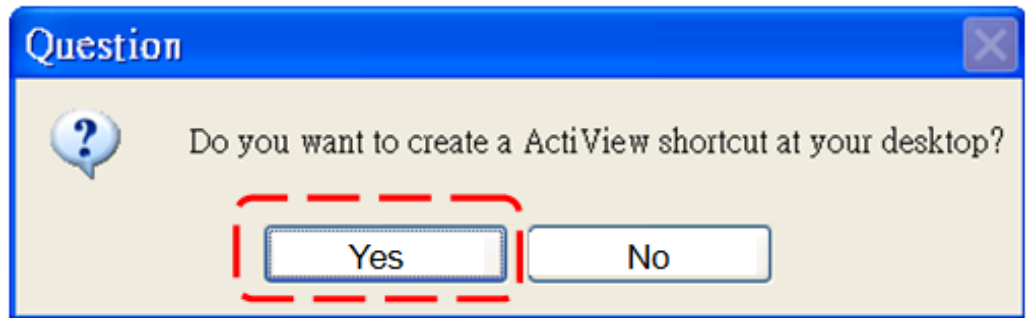 Question
Do you want to create a ActiView shortcut at your desktop?
Yes No